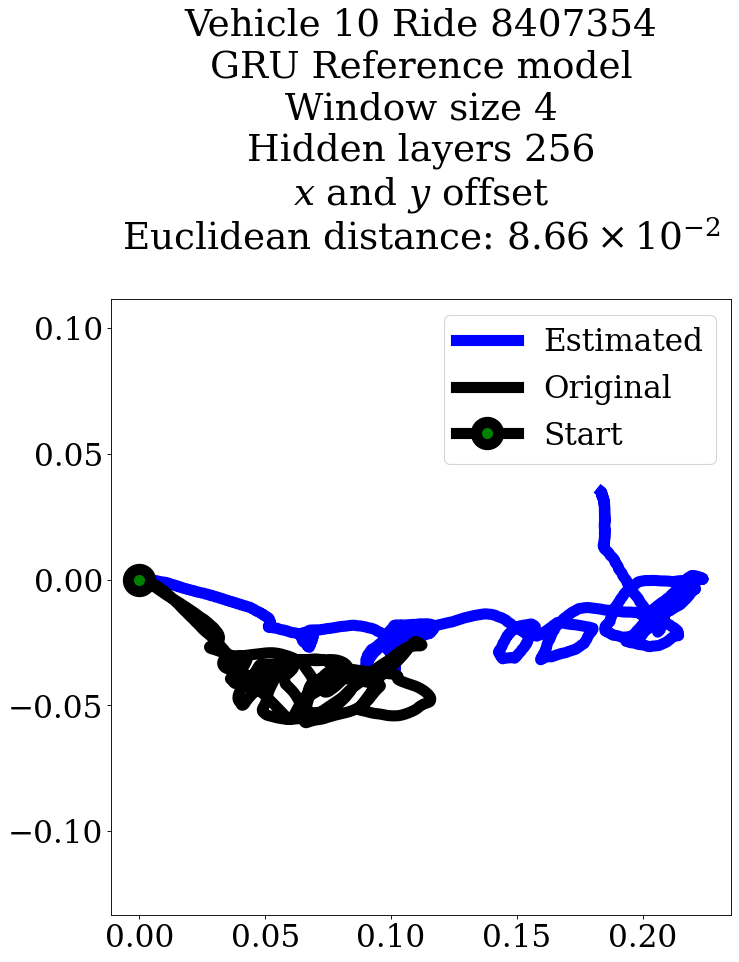 Vehicle 10 Ride 8407354
GRU Reference model
Window size 4
Hidden layers 256
x and y offset
Euclidean distance: 8.66 × 10⁻²
Estimated
Original
Start
0.10
0.05
0.00
−0.05
−0.10
0.00 0.05 0.10 0.15 0.20